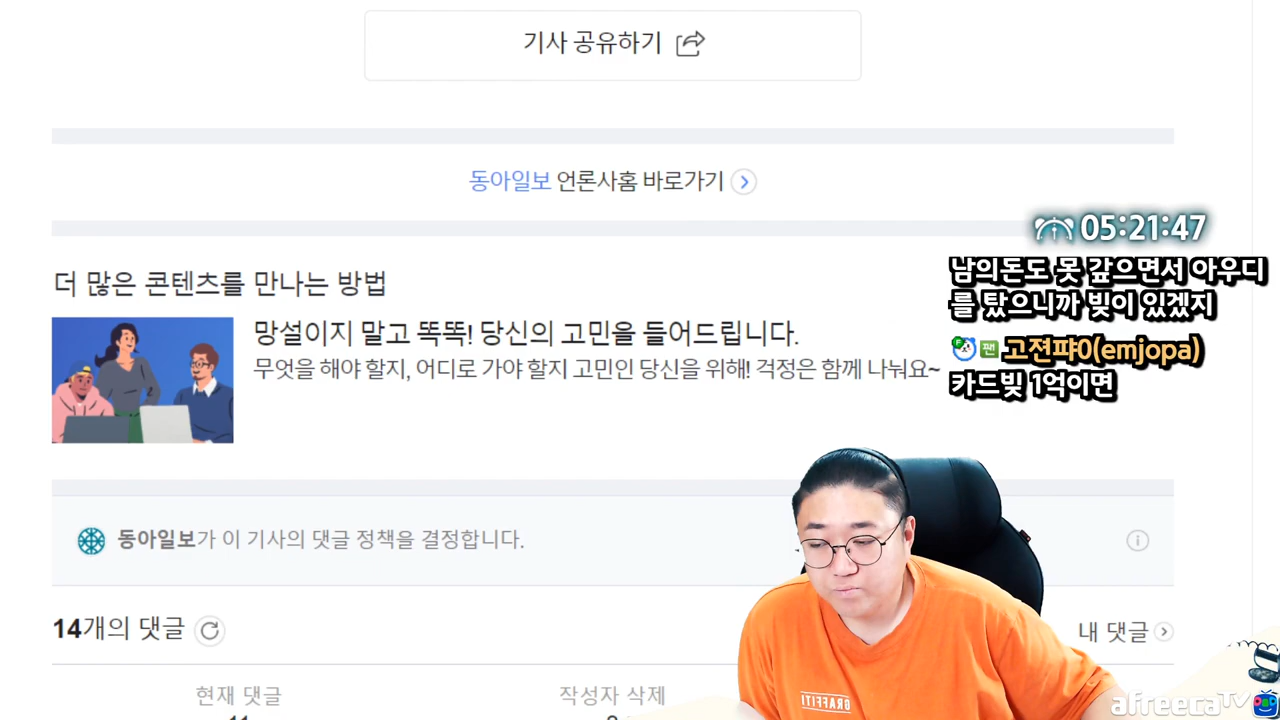 기사 공유하기
동아일보 언론사홈 바로가기
05:21:47
남의돈도 못 갚으면서 아우디
를 탔으니까 빚이 있겠지
F 팬 고젼퍄0(emjopa)
카드빚 1억이면
더 많은 콘텐츠를 만나는 방법
망설이지 말고 똑똑! 당신의 고민을 들어드립니다.
무엇을 해야 할지, 어디로 가야 할지 고민인 당신을 위해! 걱정은 함께 나눠요~
동아일보가 이 기사의 댓글 정책을 결정합니다.
14개의 댓글
내 댓글
현재 댓글
작성자 삭제
11
GRAFFITI
afreecaTV